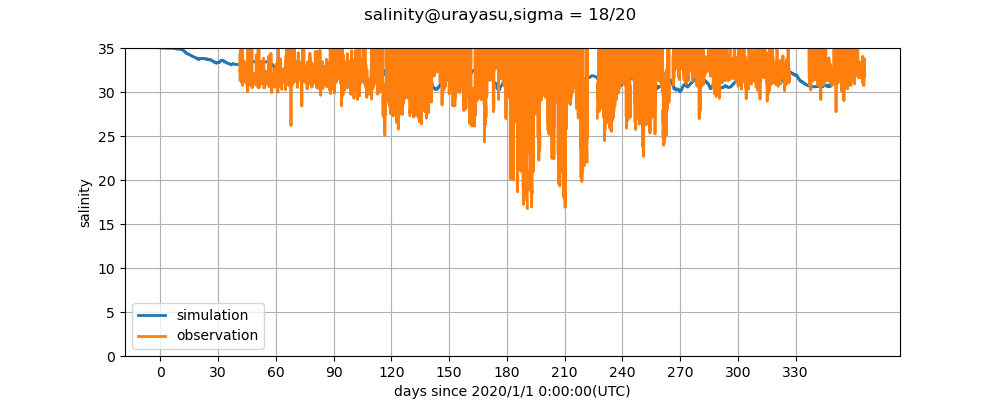 salinity@urayasu,sigma = 18/20
35
30
25
20
15
10
5
0
salinity
simulation
observation
0 30 60 90 120 150 180 210 240 270 300 330
days since 2020/1/1 0:00:00(UTC)